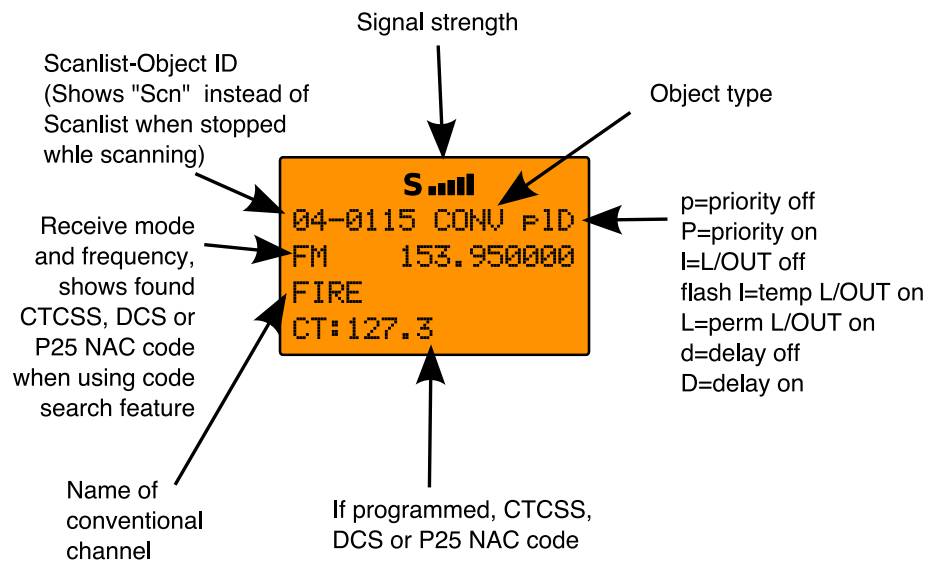 Signal strength
Scanlist-Object ID
(Shows "Scn" instead of
Scanlist when stopped
whle scanning)
Object type
S
04-0115 CONV plD
FM 153.950000
FIRE
CT:127.3
p=priority off
P=priority on
l=L/OUT off
flash l=temp L/OUT on
L=perm L/OUT on
d=delay off
D=delay on
Receive mode
and frequency,
shows found
CTCSS, DCS or
P25 NAC code
when using code
search feature
Name of
conventional
channel
If programmed, CTCSS,
DCS or P25 NAC code